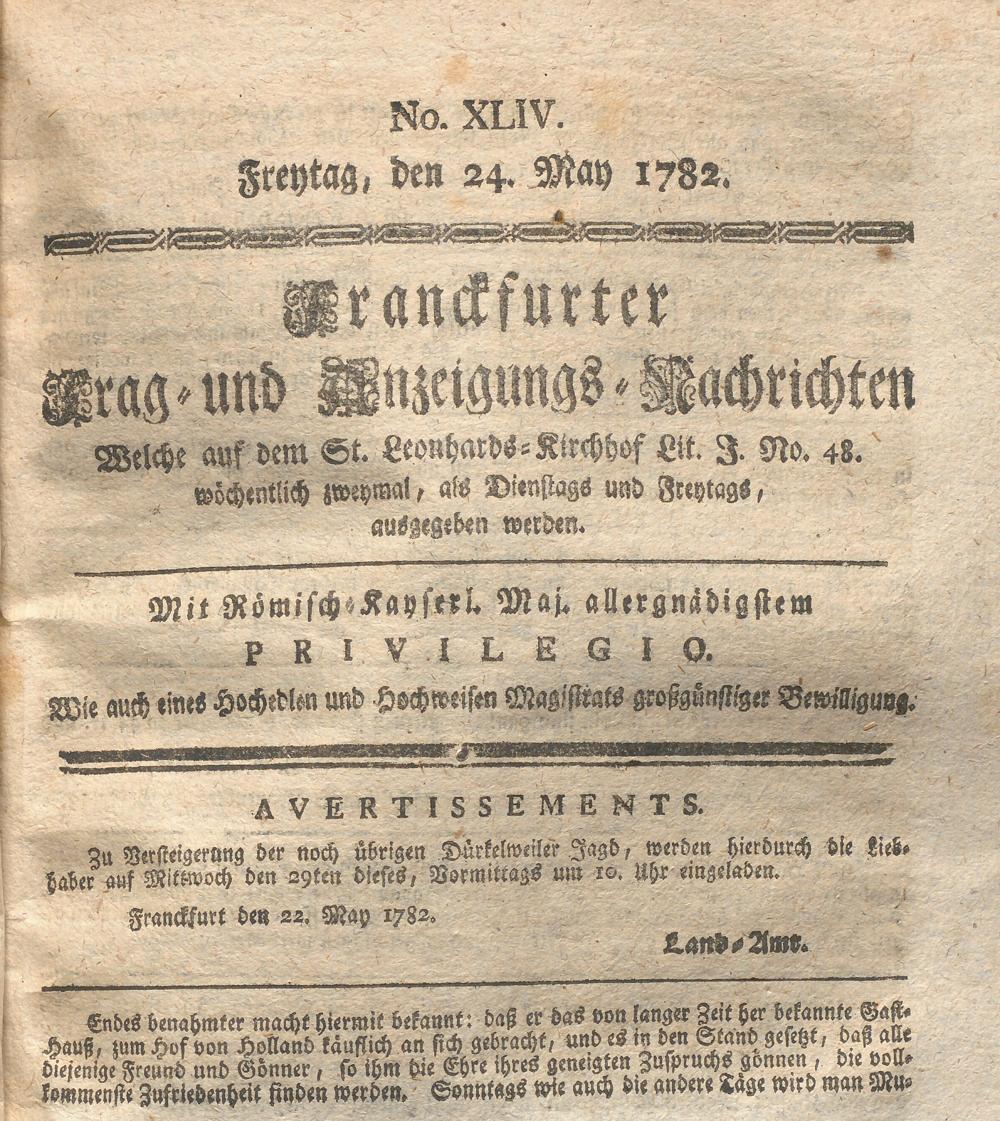 No. XLIV.
Freytag, den 24. May 1782.
Franckfurter
Frag-und Anzeigungs-Nachrichten
Welche auf dem St. Leonhards-Kirchhof Lit. J. No. 48.
wöchentlich zweymal, als Dienstags und Freytags,
ausgegeben werden.
Mit Römisch-Kayserl. Maj. allergnädigstem
PRIVILEGIO.
Wie auch eines Hochedlen und Hochweisen Magistrats großgünstiger Bewilligung.
AVERTISSEMENTS.
Zu Versteigerung der noch übrigen Dürkelweiler Jagd, werden hierdurch die Lieb-
haber auf Mittwoch den 29ten dieses, Vormittags um 10. Uhr eingeladen.
Franckfurt den 22. May 1782.
Land-Amt.
Endes benahmter macht hiermit bekannt: daß er das von langer Zeit her bekannte Gast-
Hauß, zum Hof von Holland käuflich an sich gebracht, und es in den Stand gesetzt, daß alle
diejenige Freund und Gönner, so ihm die Ehre ihres geneigten Zuspruchs gönnen, die voll-
kommenste Zufriedenheit finden werden. Sonntags wie auch die andere Täge wird man Mu-